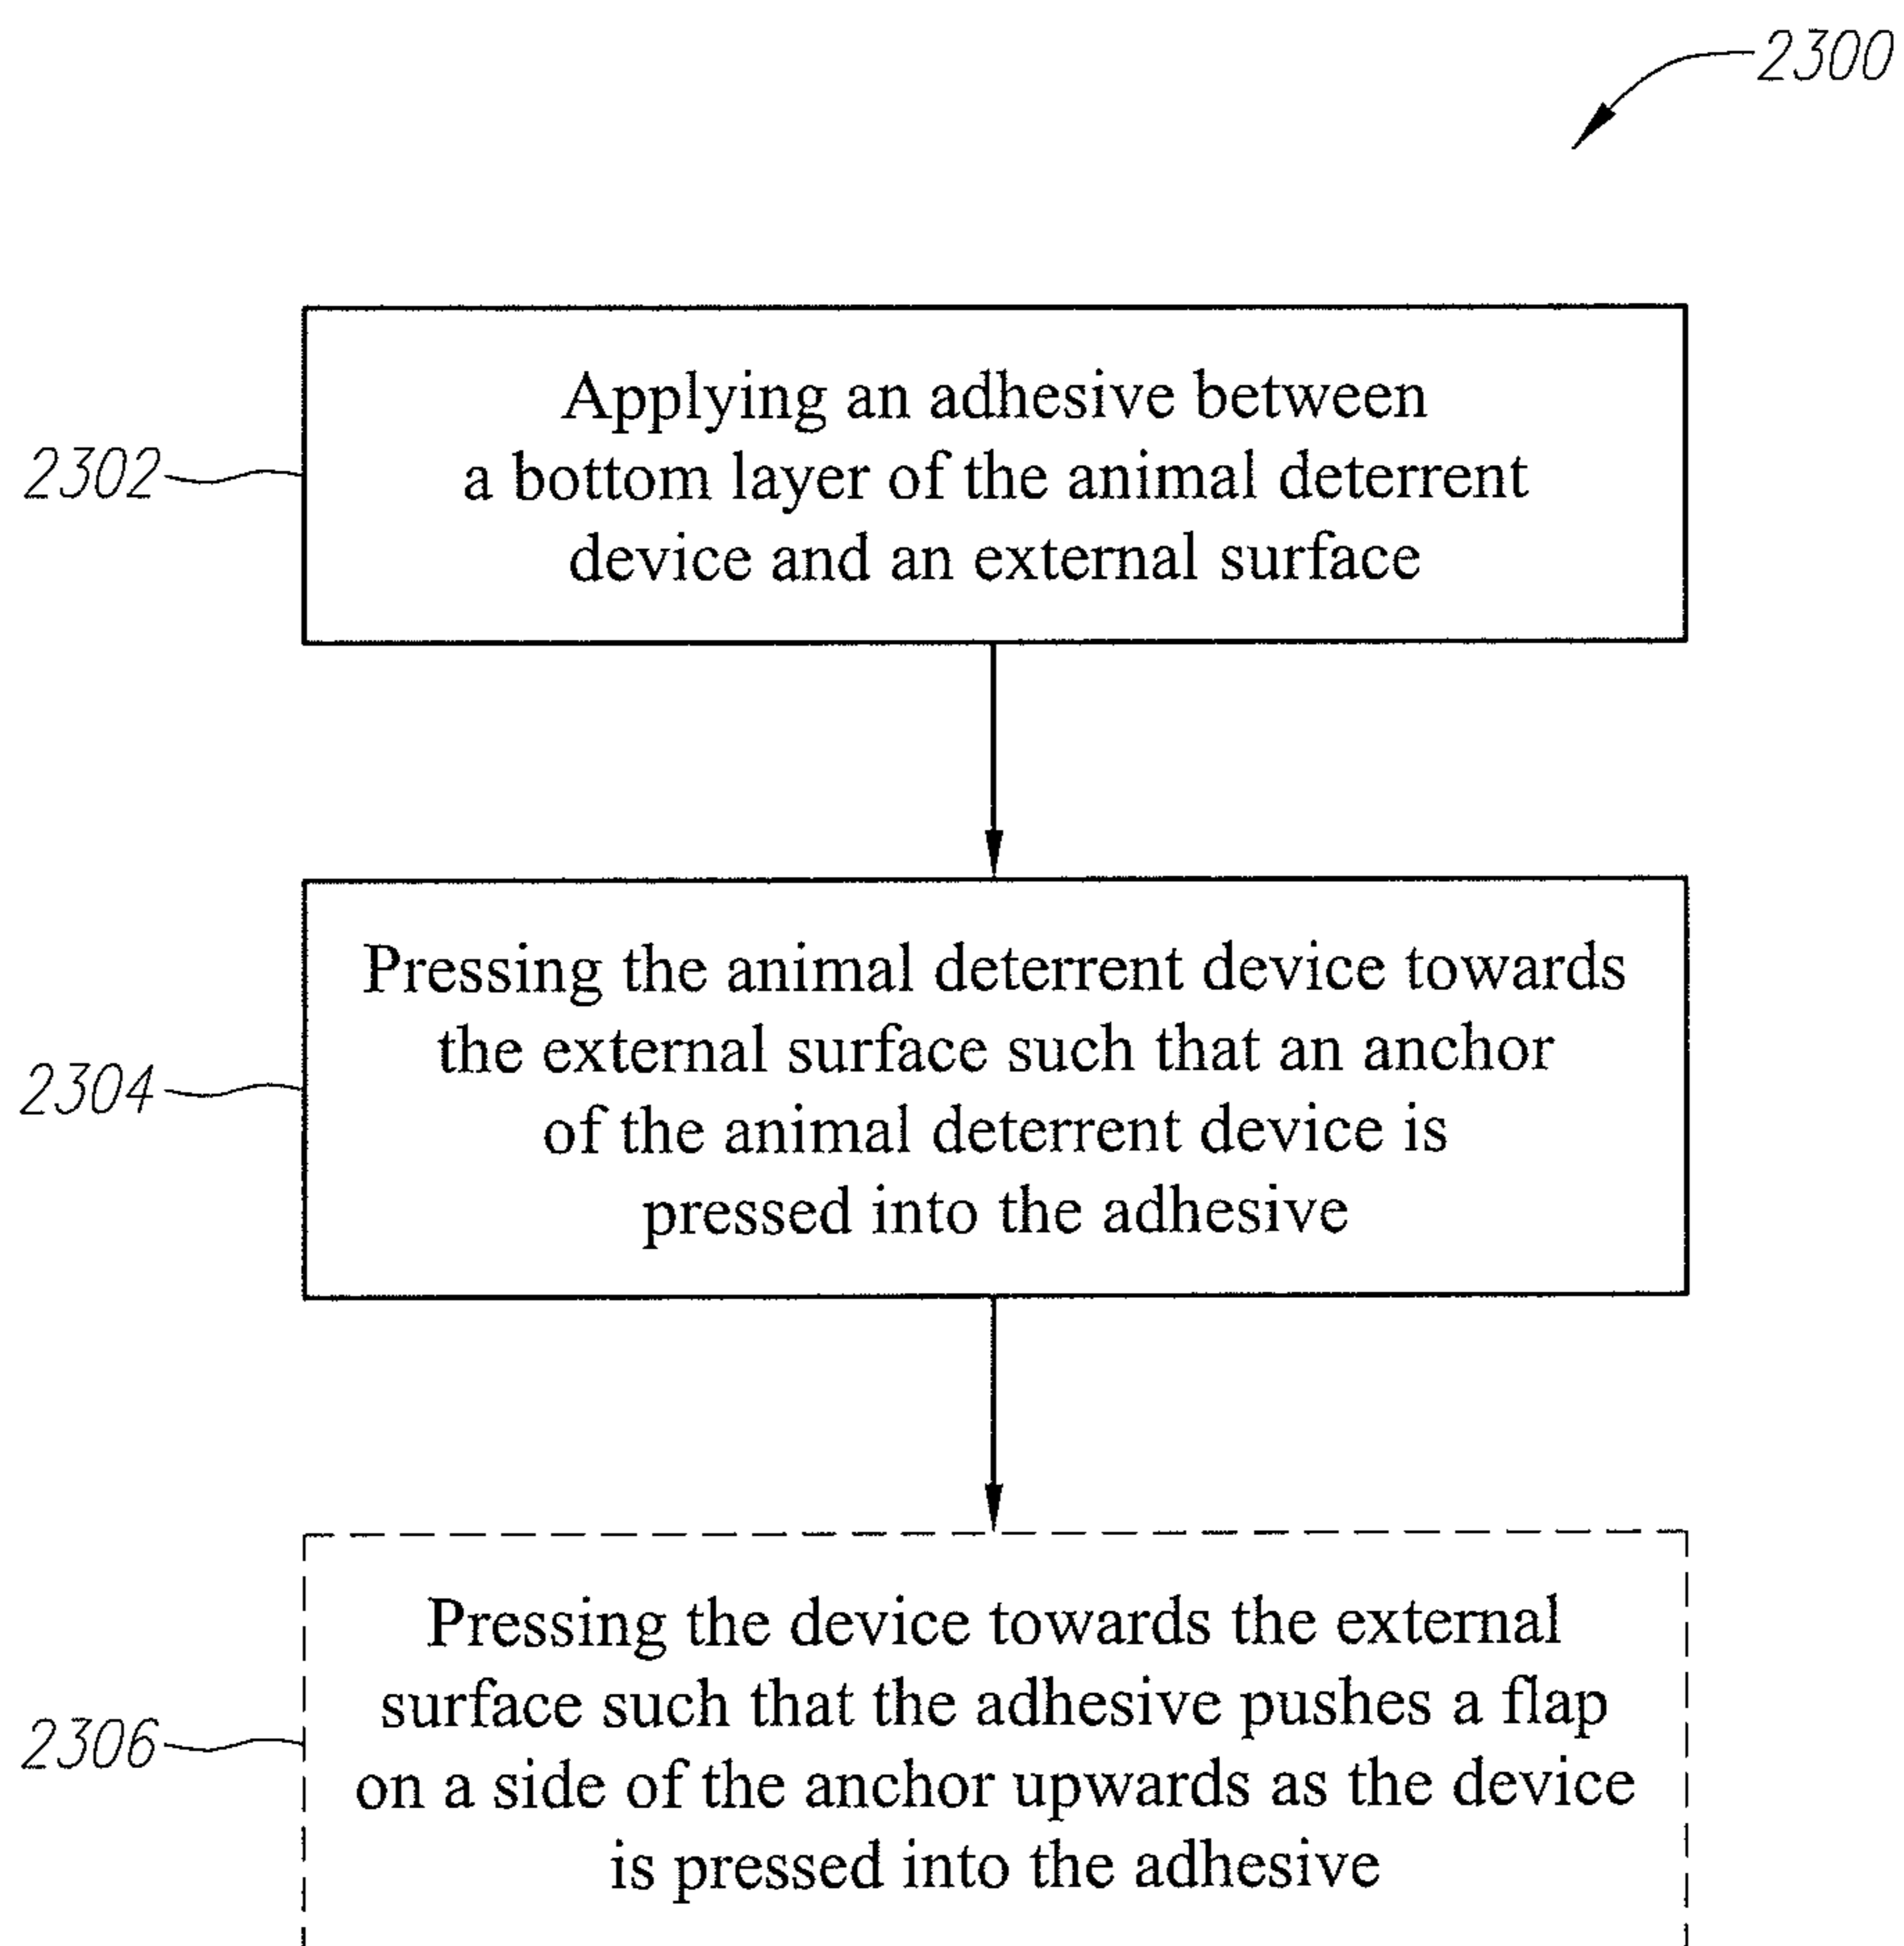 2300
Applying an adhesive between
2302
a bottom layer of the animal deterrent
device and an external surface
Pressing the animal deterrent device towards
the external surface such that an anchor
2304
of the animal deterrent device is
pressed into the adhesive
Pressing the device towards the external
surface such that the adhesive pushes a flap
2306
on a side of the anchor upwards as the device
is pressed into the adhesive